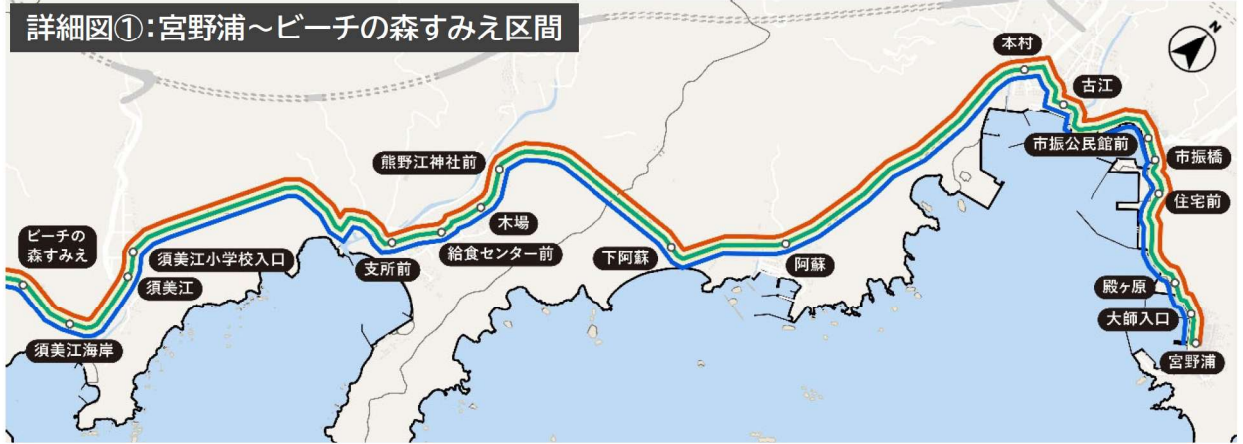 詳細図①:宮野浦~ビーチの森すみえ区間
N
本村
古江
市振公民館前
市振橋
住宅前
殿ヶ原
大師入口
宮野浦
阿蘇
下阿蘇
熊野江神社前
木場
給食センター前
支所前
須美江小学校入口
須美江
須美江海岸
ビーチの
森すみえ